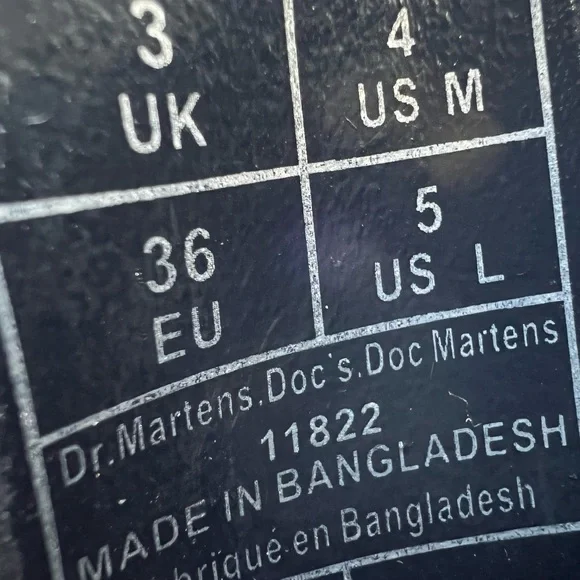 3
UK
4
US M
36
EU
5
US L
Dr.Martens.Doc's.Doc Martens
11822
MADE IN BANGLADESH
en Bangladesh